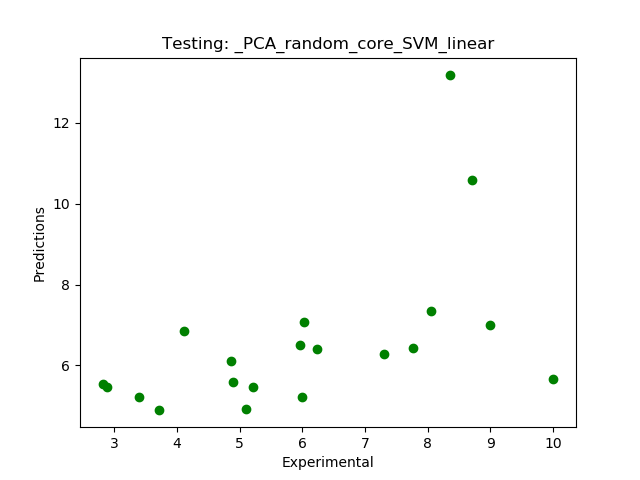 Testing: _PCA_random_core_SVM_linear
12
10
8
6
Predictions
3 4 5 6 7 8 9 10
Experimental